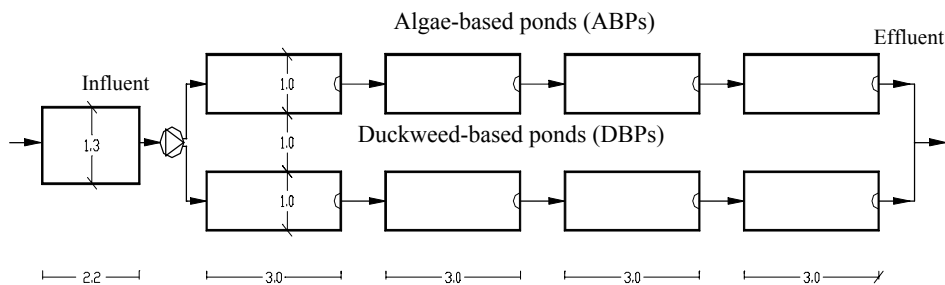 Algae-based ponds (ABPs)
Effluent
Influent
1.0
Duckweed-based ponds (DBPs)
1.3
1.0
1.0
2.2
3.0
3.0
3.0
3.0